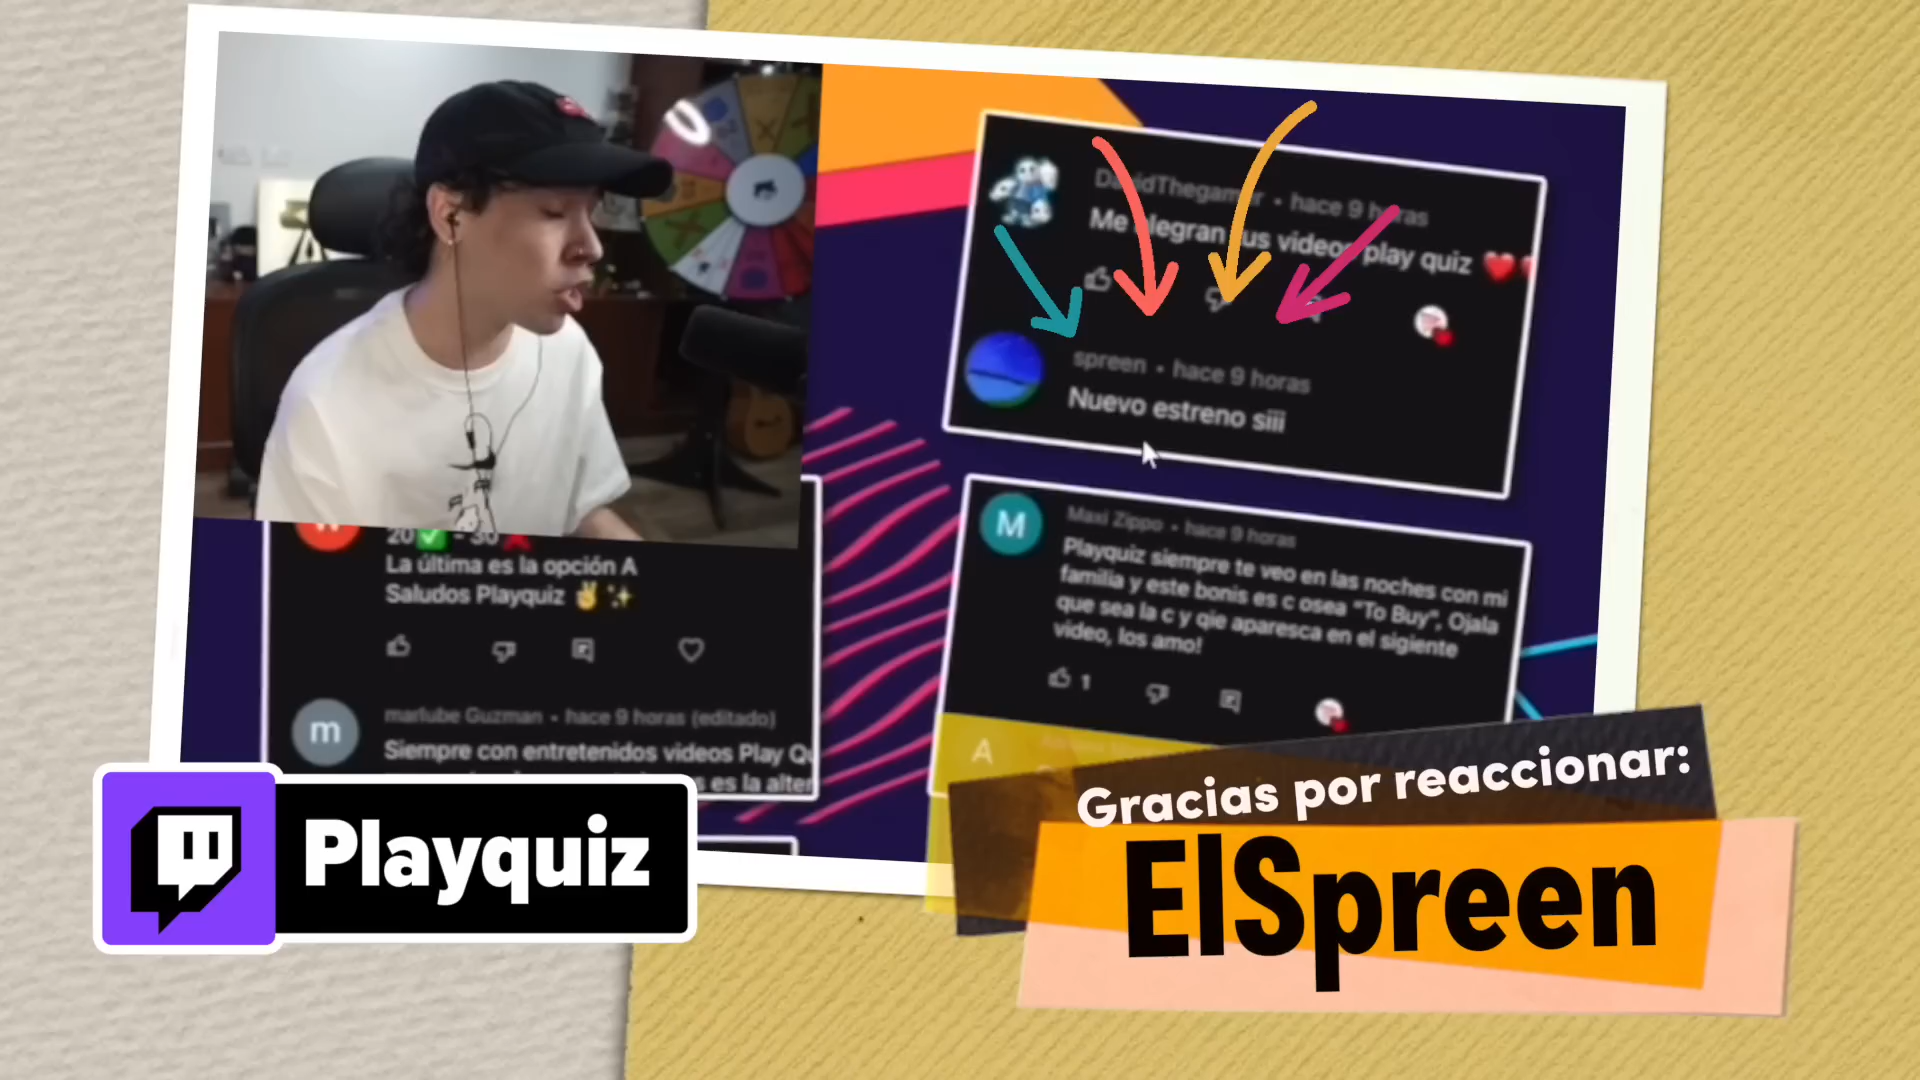 DavidThegamer • hace 9 horas
Me alegran tus videos play quiz ❤️
spreen • hace 9 horas
Nuevo estreno siii
20✅ - 30❌
La última es la opción A
Saludos Playquiz ✌️✨
marlube Guzman • hace 9 horas (editado)
Siempre con entretenidos videos Play Qu
s es la alter
M
m
Maxi Zippo • hace 9 horas
Playquiz siempre te veo en las noches con mi
familia y este bonis es c osea "To Buy", Ojala
que sea la c y qie aparesca en el sigiente
video, los amo!
1
A
Playquiz
Gracias por reaccionar:
ElSpreen